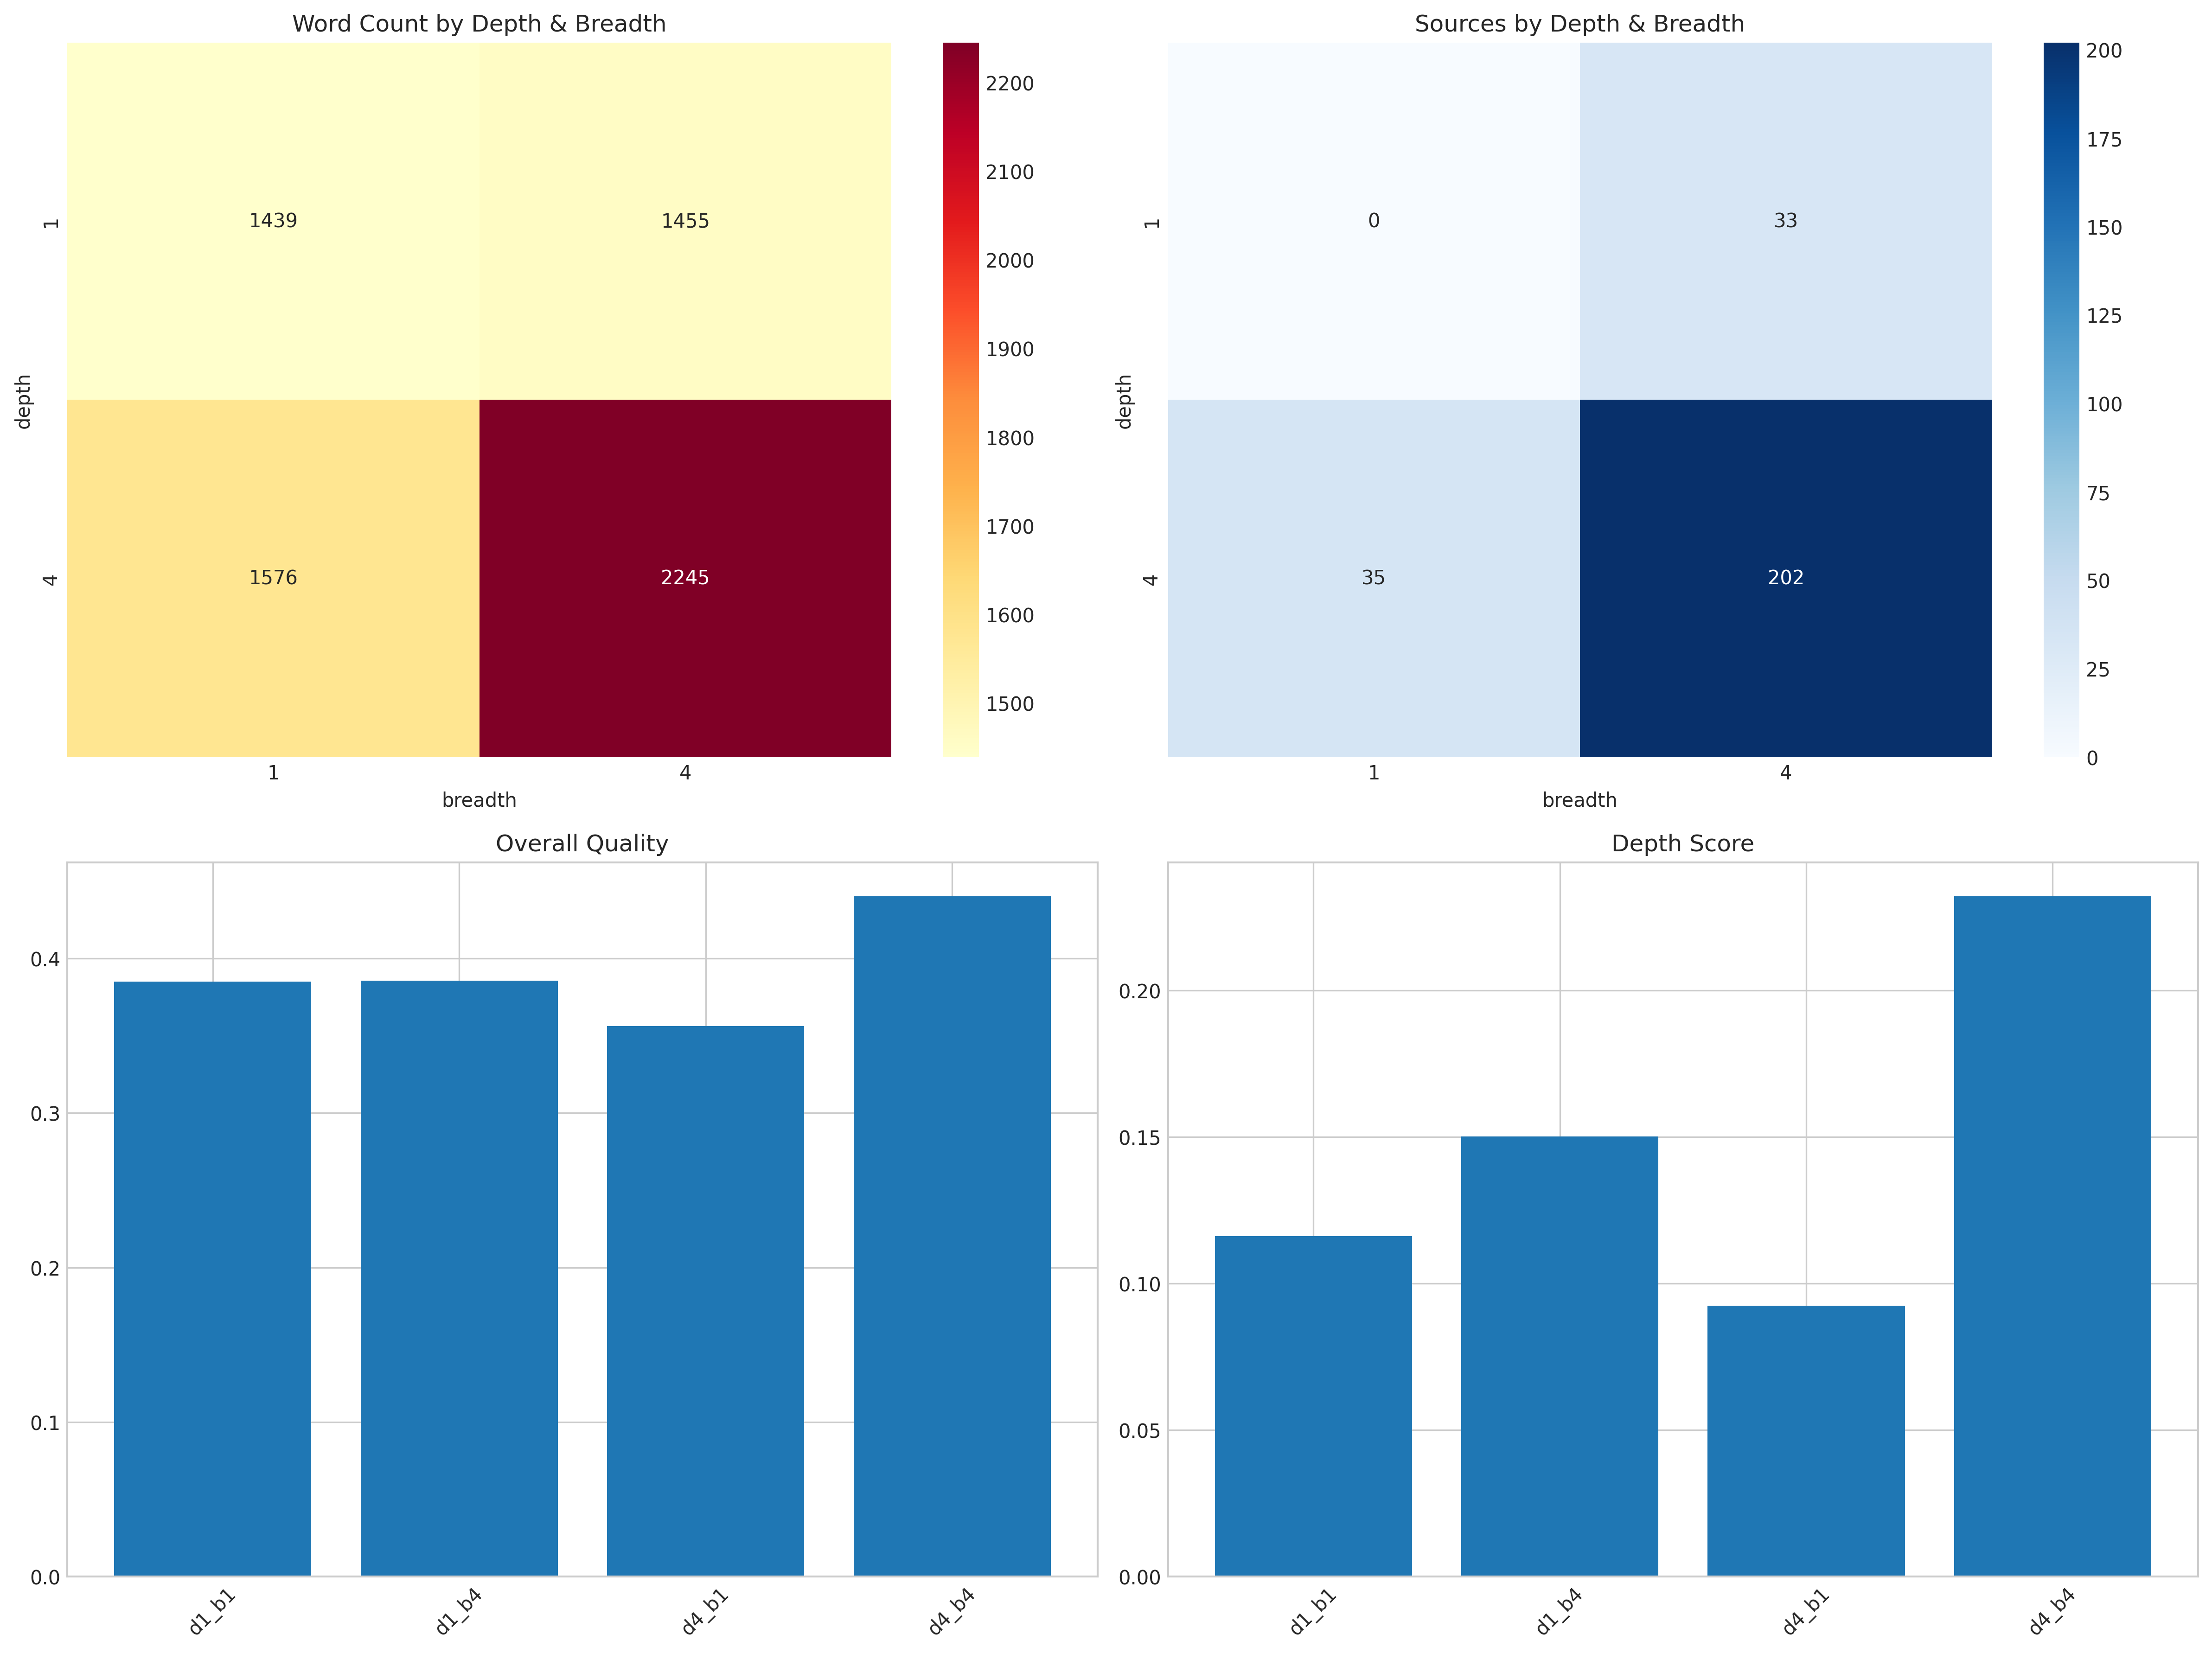 Word Count by Depth & Breadth
depth
1
4
1439
1455
1576
2245
1
4
breadth
2200
2100
2000
1900
1800
1700
1600
1500
Sources by Depth & Breadth
depth
1
4
0
33
35
202
1
4
breadth
200
175
150
125
100
75
50
25
0
Overall Quality
0.4
0.3
0.2
0.1
0.0
d1_b1
d1_b4
d4_b1
d4_b4
Depth Score
0.20
0.15
0.10
0.05
0.00
d1_b1
d1_b4
d4_b1
d4_b4